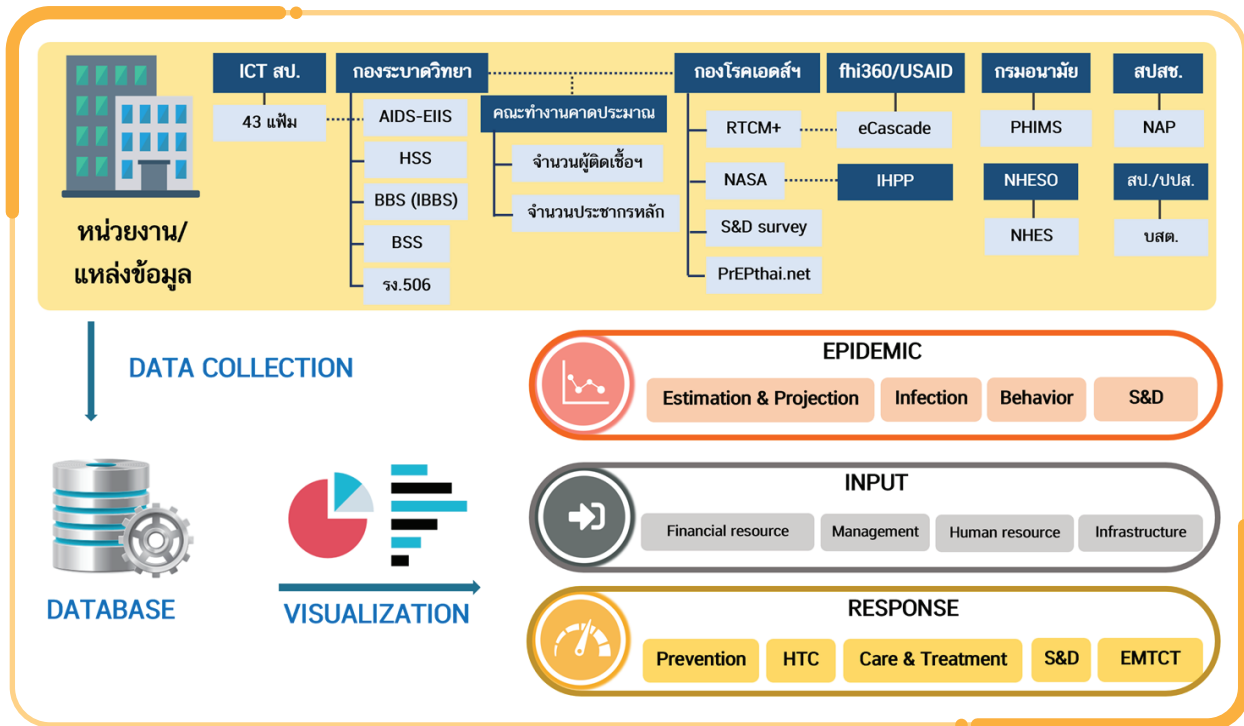 หน่วยงาน/
แหล่งข้อมูล
ICT สป.
43 แฟ้ม
กองระบาดวิทยา
AIDS-EIIS
HSS
BBS (IBBS)
BSS
รง.506
คณะทำงานคาดประมาณ
จำนวนผู้ติดเชื้อฯ
จำนวนประชากรหลัก
กองโรคเอดส์ฯ
RTCM+
NASA
S&D survey
PrEPthai.net
fhi360/USAID
eCascade
IHPP
กรมอนามัย
PHIMS
NHESO
NHES
สปสช.
NAP
สป./ปปส.
บสต.
DATA COLLECTION
DATABASE
VISUALIZATION
EPIDEMIC
Estimation & Projection
Infection
Behavior
S&D
INPUT
Financial resource
Management
Human resource
Infrastructure
RESPONSE
Prevention
HTC
Care & Treatment
S&D
EMTCT